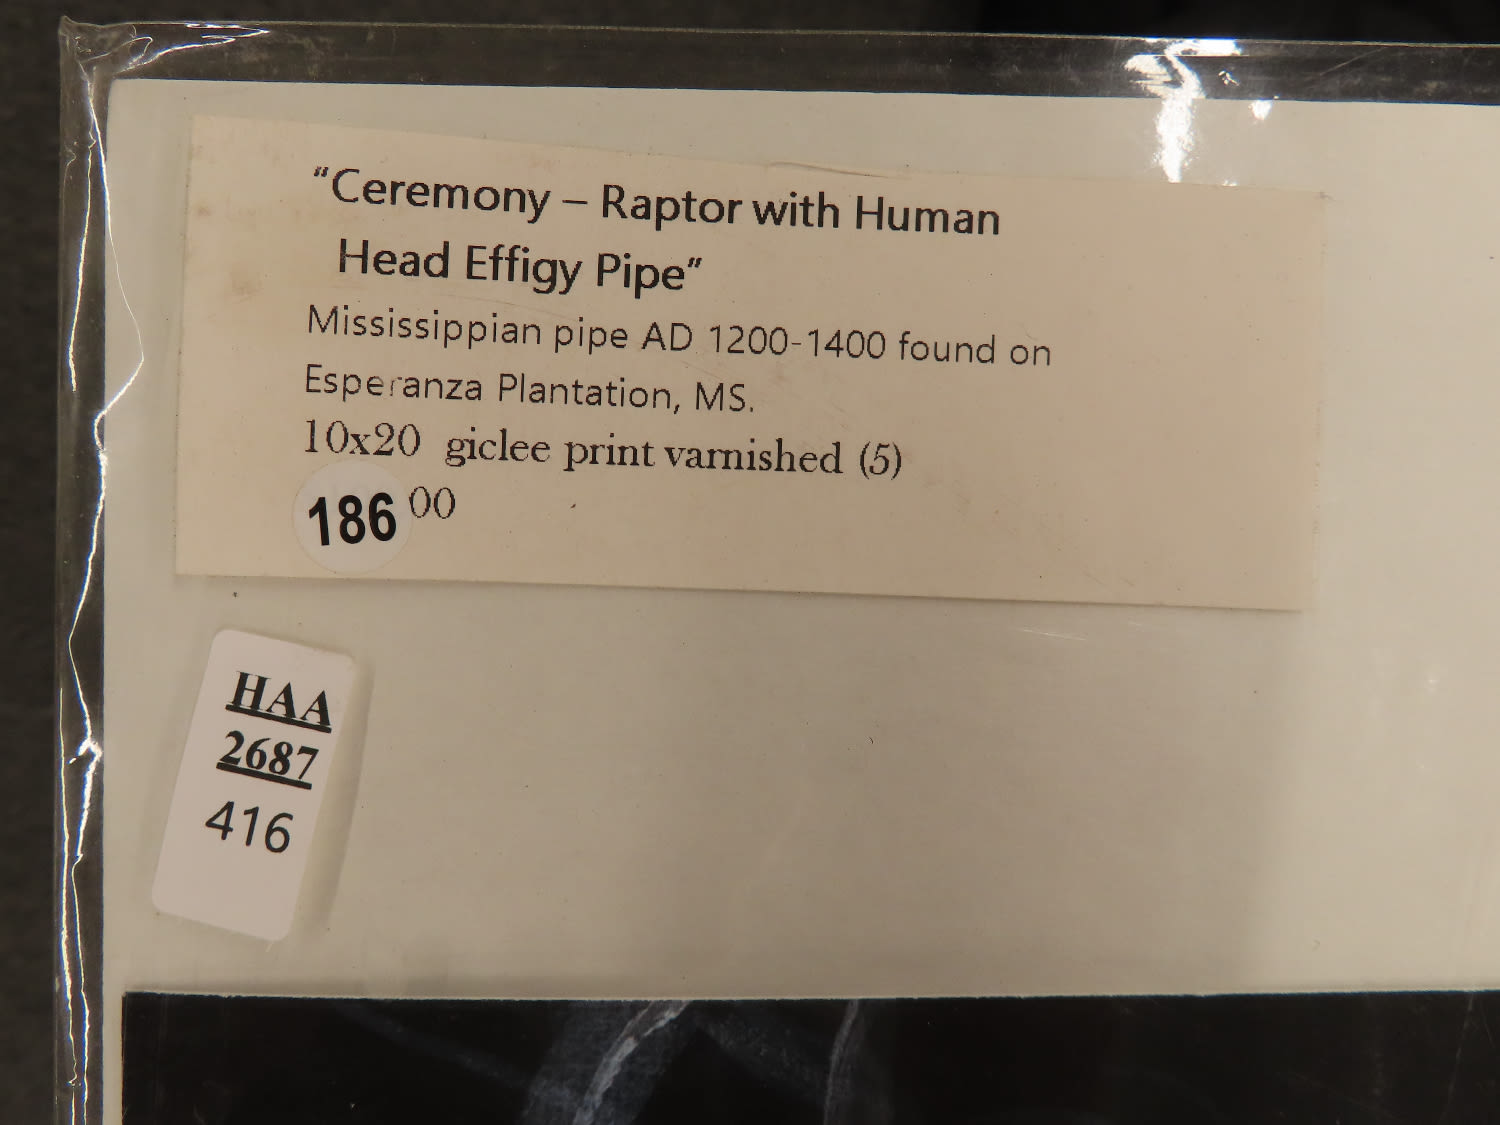 "Ceremony – Raptor with Human
Head Effigy Pipe"
Mississippian pipe AD 1200-1400 found on
Esperanza Plantation, MS.
10x20 giclee print varnished (5)
186 00
HAA
2687
416